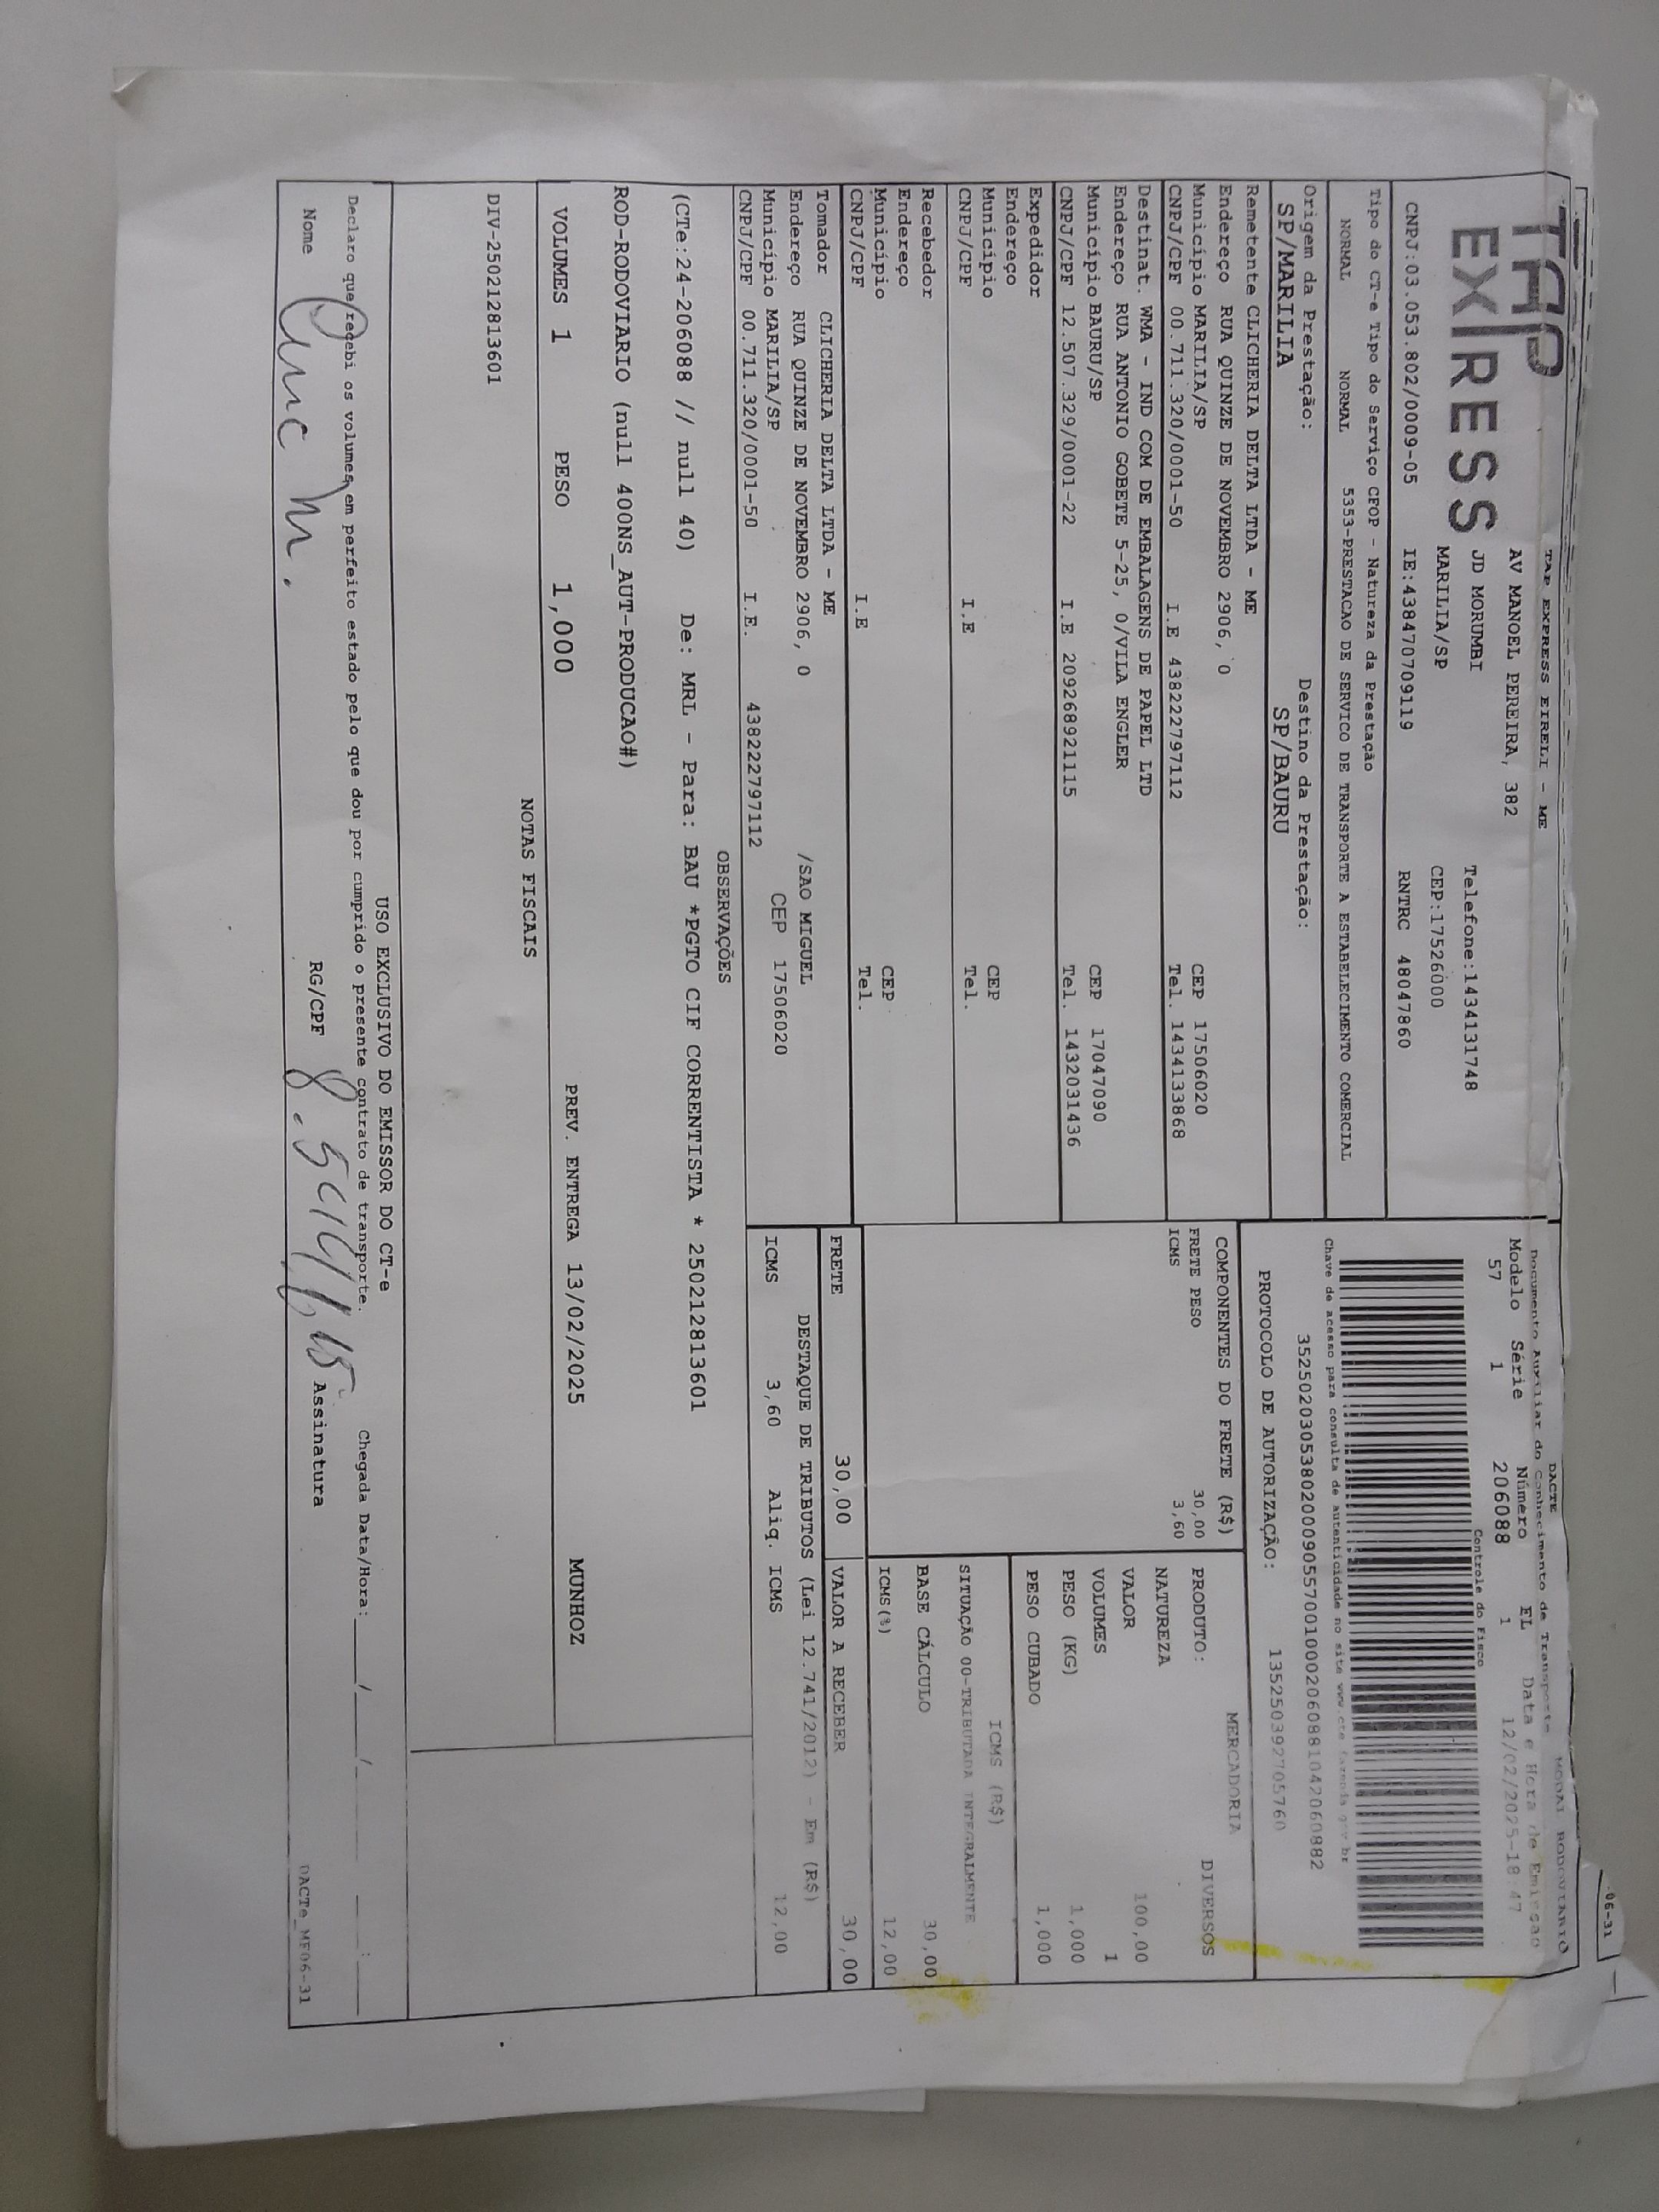 TAP
EX|RESS
TAP EXPRESS EIRELI - ME
AV MANOEL PEREIRA, 382
JD MORUMBI
MARILIA/SP
Telefone:1434131748
CEP:17526000
CNPJ:03.053.802/0009-05 IE:438470709119 RNTRC 48047860
Tipo do CT-e Tipo do Serviço CFOP - Natureza da Prestação
NORMAL NORMAL 5353-PRESTACAO DE SERVICO DE TRANSPORTE A ESTABELECIMENTO COMERCIAL
Origem da Prestação: Destino da Prestação:
SP/MARILIA SP/BAURU
DACTE MODAL RODOVIARIO
Documento Auxiliar do Conhecimento de Transporte
Modelo Série Número FL Data e Hora de Emissao
57 1 206088 1 12/02/2025-18:47
Controle do Fisco
Chave de acesso para consulta de autenticidade no site www.cte.fazenda.gov.br
35250203053802000905570010002060881042060882
PROTOCOLO DE AUTORIZAÇÃO: 135250392705760
Remetente CLICHERIA DELTA LTDA - ME
Endereço RUA QUINZE DE NOVEMBRO 2906, 0
Município MARILIA/SP CEP 17506020
CNPJ/CPF 00.711.320/0001-50 I.E 438222797112 Tel. 1434133868
Destinat. WMA - IND COM DE EMBALAGENS DE PAPEL LTD
Endereço RUA ANTONIO GOBETE 5-25, 0/VILA ENGLER
Município BAURU/SP CEP 17047090
CNPJ/CPF 12.507.329/0001-22 I.E 209268921115 Tel. 1432031436
Expedidor
Endereço
Município CEP
CNPJ/CPF I.E Tel.
Recebedor
Endereço
Município CEP
CNPJ/CPF I.E Tel.
Tomador CLICHERIA DELTA LTDA - ME
Endereço RUA QUINZE DE NOVEMBRO 2906, 0 /SAO MIGUEL
Município MARILIA/SP CEP 17506020
CNPJ/CPF 00.711.320/0001-50 I.E. 438222797112
COMPONENTES DO FRETE (R$)
FRETE PESO 30,00
ICMS 3,60
MERCADORIA
PRODUTO: DIVERSOS
NATUREZA
VALOR 100,00
VOLUMES 1
PESO (KG) 1,000
PESO CUBADO 1,000
ICMS (R$)
SITUAÇÃO 00-TRIBUTADA INTEGRALMENTE
BASE CÁLCULO 30,00
ICMS(%) 12,00
FRETE 30,00 VALOR A RECEBER 30,00
DESTAQUE DE TRIBUTOS (Lei 12.741/2012) - Em (R$)
ICMS 3,60 Aliq. ICMS 12,00
OBSERVAÇÕES
(CTe:24-206088 // null 40) De: MRL - Para: BAU *PGTO CIF CORRENTISTA * 250212813601
ROD-RODOVIARIO (null 400NS_AUT-PRODUCAO#)
VOLUMES 1 PESO 1,000 PREV. ENTREGA 13/02/2025 MUNHOZ
NOTAS FISCAIS
DIV-250212813601
USO EXCLUSIVO DO EMISSOR DO CT-e
Declaro que recebi os volumes em perfeito estado pelo que dou por cumprido o presente contrato de transporte. Chegada Data/Hora: ____/____/____ ____:____
Nome RG/CPF Assinatura
DACTe_MF06-31
06-31